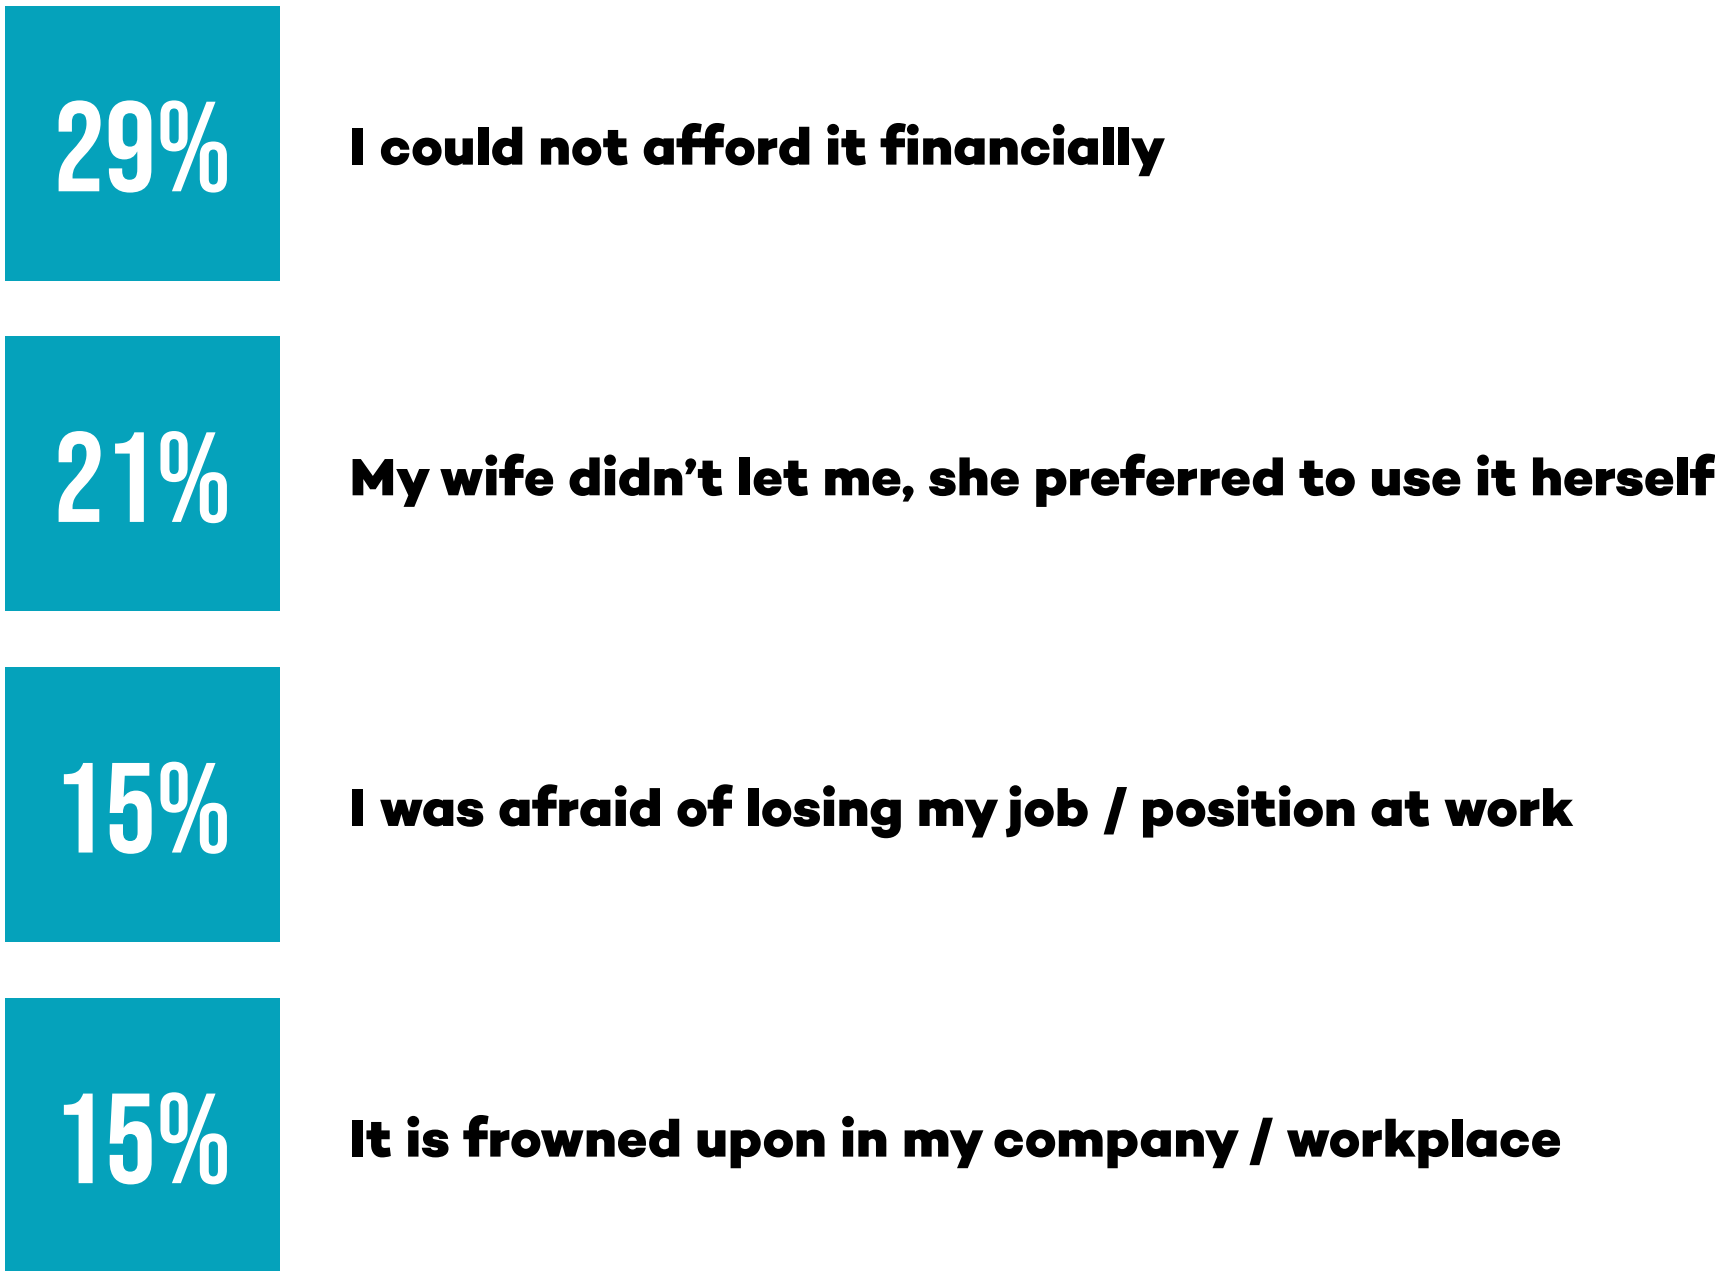 29%
I could not afford it financially
21%
My wife didn’t let me, she preferred to use it herself
15%
I was afraid of losing my job / position at work
15%
It is frowned upon in my company / workplace